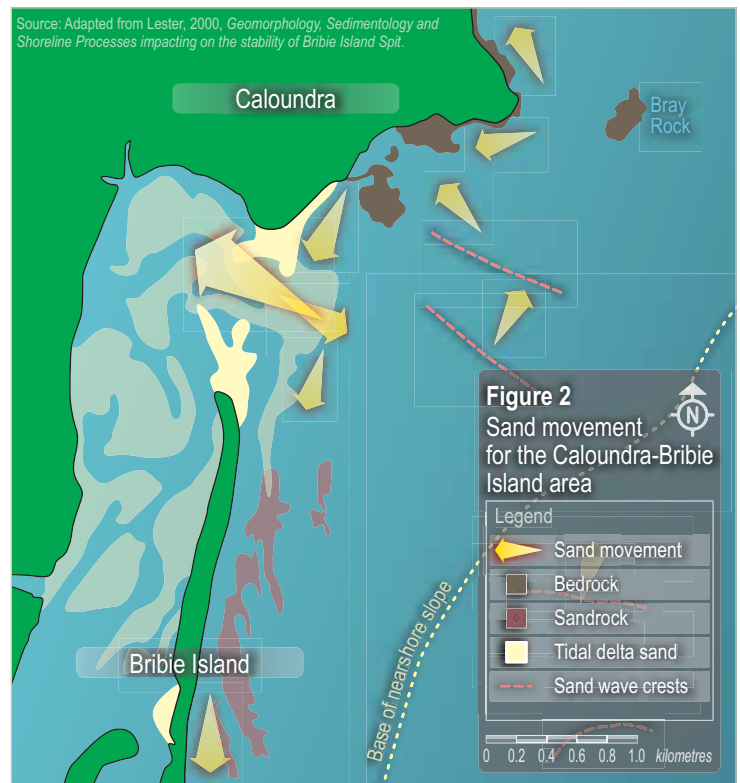 Source: Adapted from Lester, 2000, Geomorphology, Sedimentology and
Shoreline Processes impacting on the stability of Bribie Island Spit.
Caloundra
Bray
Rock
Figure 2
Sand movement
for the Caloundra-Bribie
Island area
N
Legend
Sand movement
Bedrock
Sandrock
Tidal delta sand
Sand wave crests
0 0.2 0.4 0.6 0.8 1.0 kilometres
Bribie Island
Base of nearshore slope